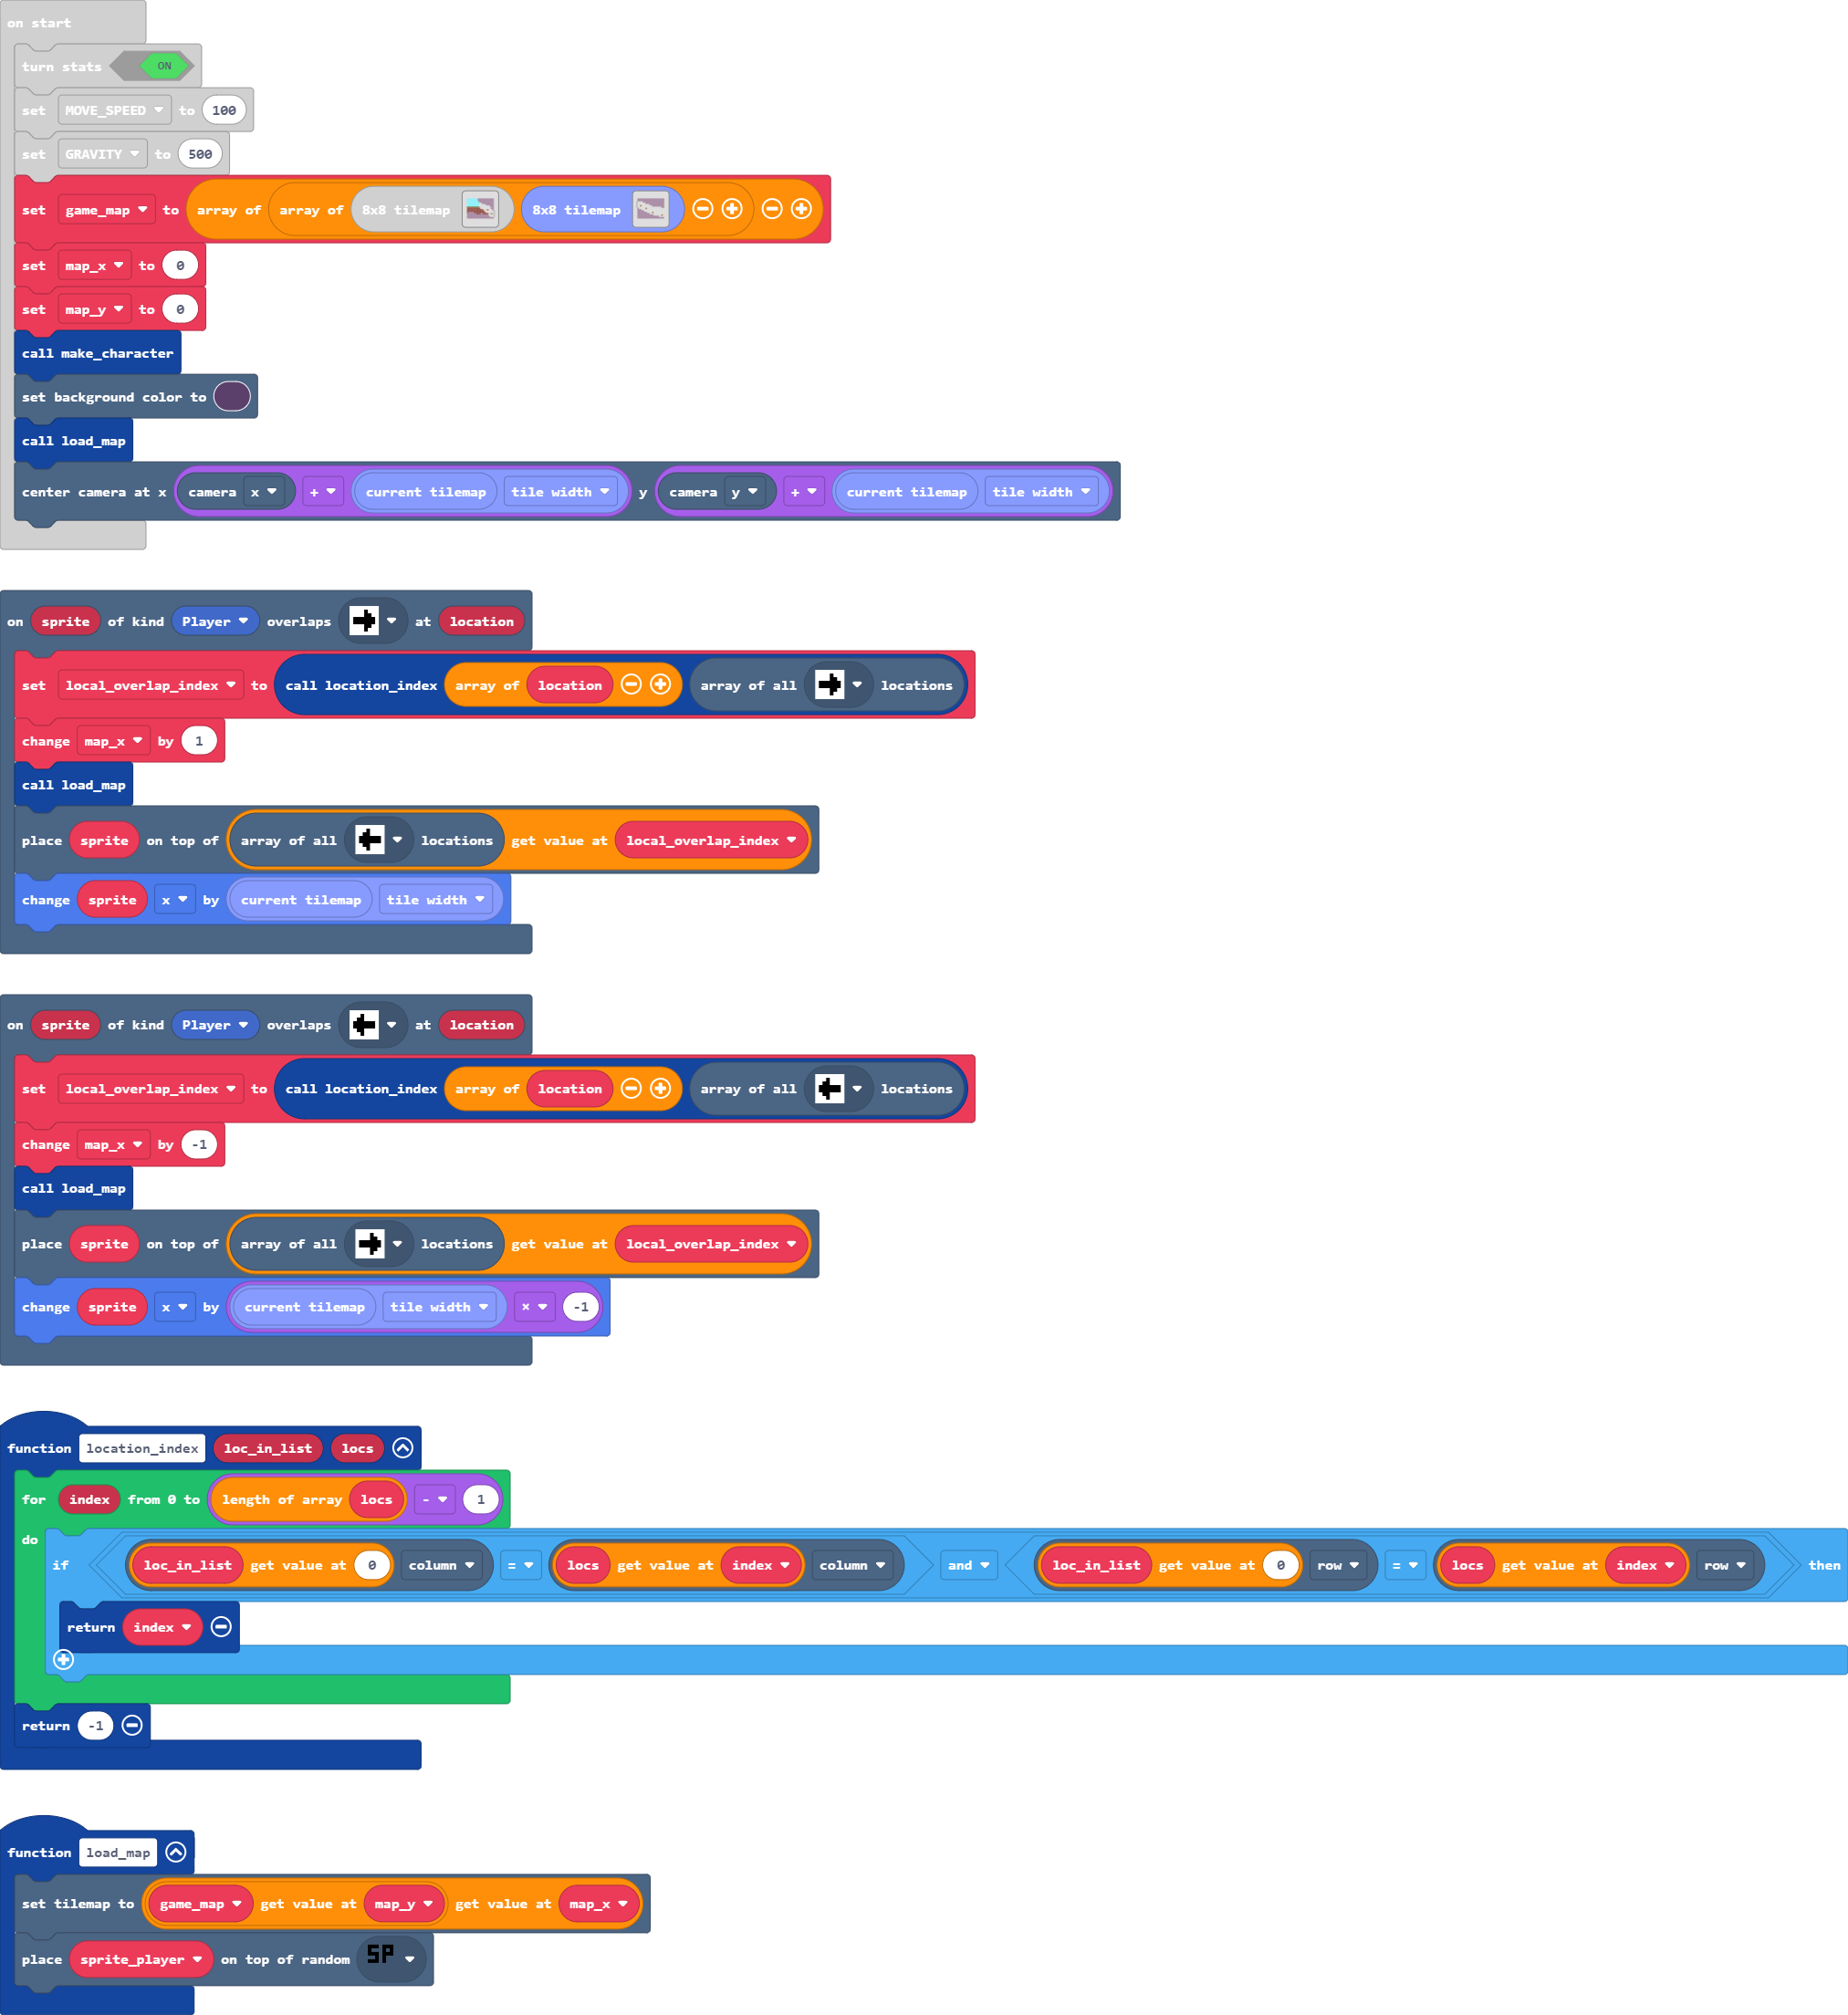 on start
turn stats ON
set MOVE_SPEED to 100
set GRAVITY to 500
set game_map to array of array of 8x8 tilemap 8x8 tilemap
set map_x to 0
set map_y to 0
call make_character
set background color to
call load_map
center camera at x camera x + current tilemap tile width y camera y + current tilemap tile width
on sprite of kind Player overlaps at location
set local_overlap_index to call location_index array of location array of all locations
change map_x by 1
call load_map
place sprite on top of array of all locations get value at local_overlap_index
change sprite x by current tilemap tile width
on sprite of kind Player overlaps at location
set local_overlap_index to call location_index array of location array of all locations
change map_x by -1
call load_map
place sprite on top of array of all locations get value at local_overlap_index
change sprite x by current tilemap tile width × -1
function location_index loc_in_list locs
for index from 0 to length of array locs - 1
do
if loc_in_list get value at 0 column = locs get value at index column and loc_in_list get value at 0 row = locs get value at index row then
return index
return -1
function load_map
set tilemap to game_map get value at map_y get value at map_x
place sprite_player on top of random SP